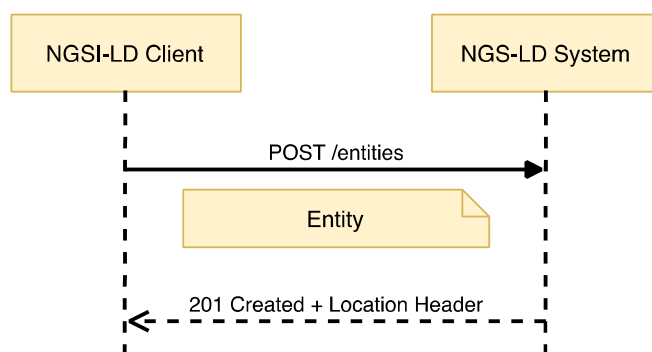 NGSI-LD Client
NGS-LD System
POST /entities
Entity
201 Created + Location Header